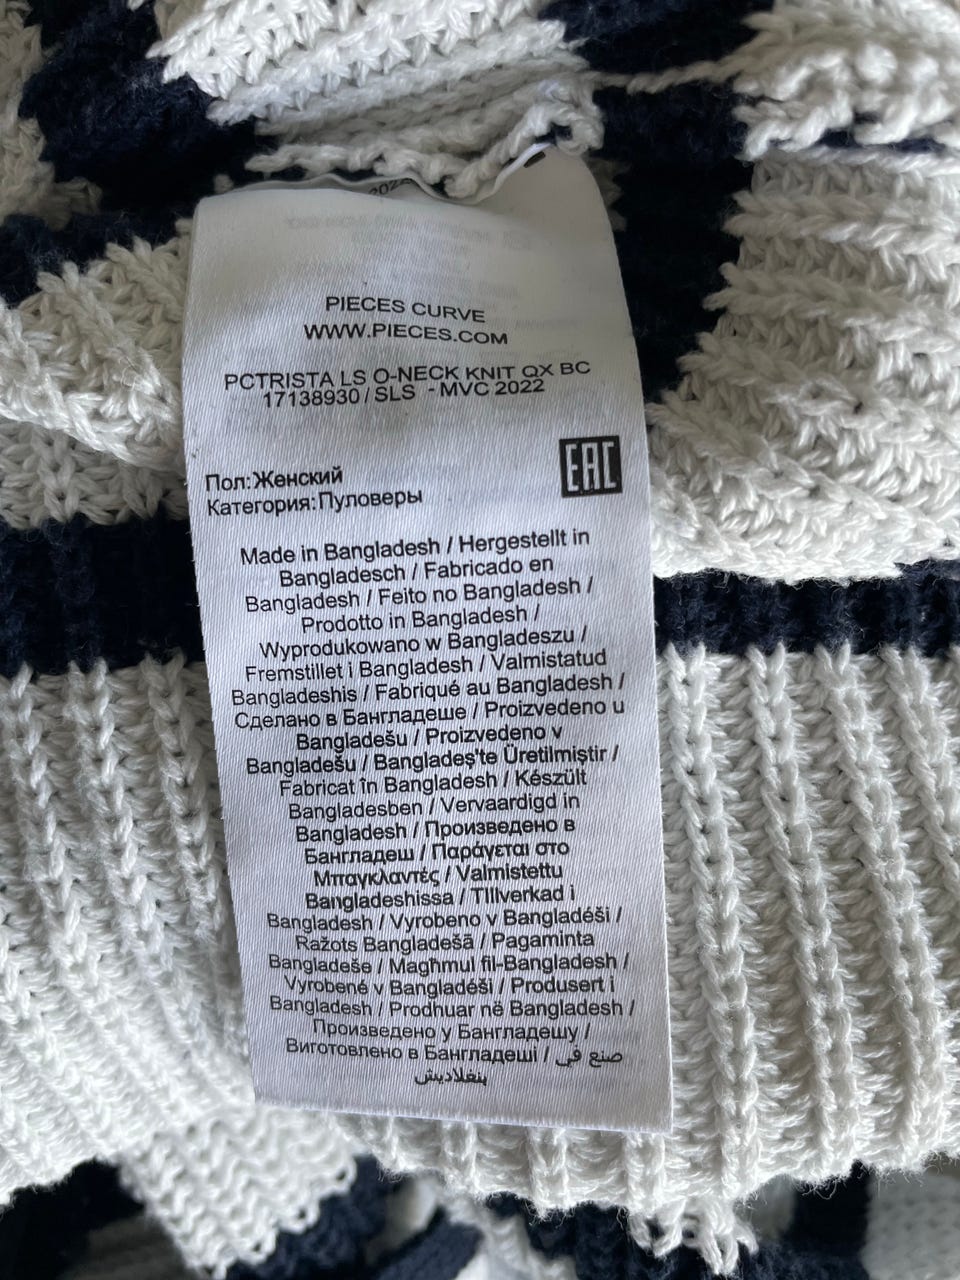 202
PIECES CURVE
WWW.PIECES.COM
PCTRISTA LS O-NECK KNIT QX BC
17138930 / SLS - MVC 2022
Пол:Женский
EAC
Категория:Пуловеры
Made in Bangladesh / Hergestellt in
Bangladesch / Fabricado en
Bangladesh / Feito no Bangladesh /
Prodotto in Bangladesh /
Wyprodukowano w Bangladeszu /
Fremstillet i Bangladesh / Valmistatud
Bangladeshis / Fabriqué au Bangladesh /
Сделано в Бангладеше / Proizvedeno u
Bangladešu / Proizvedeno v
Bangladešu / Bangladeş'te Üretilmiştir /
Fabricat în Bangladesh / Készült
Bangladesben / Vervaardigd in
Bangladesh / Произведено в
Бангладеш / Παράγεται στο
Μπαγκλαντές / Valmistettu
Bangladeshissa / TIllverkad i
Bangladesh / Vyrobeno v Bangladéši /
Ražots Bangladešā / Pagaminta
Bangladeše / Magħmul fil-Bangladesh /
Vyrobené v Bangladéši / Produsert i
Bangladesh / Prodhuar në Bangladesh /
Произведено у Бангладешу /
Виготовлено в Бангладеші / صنع في
بنغلاديش